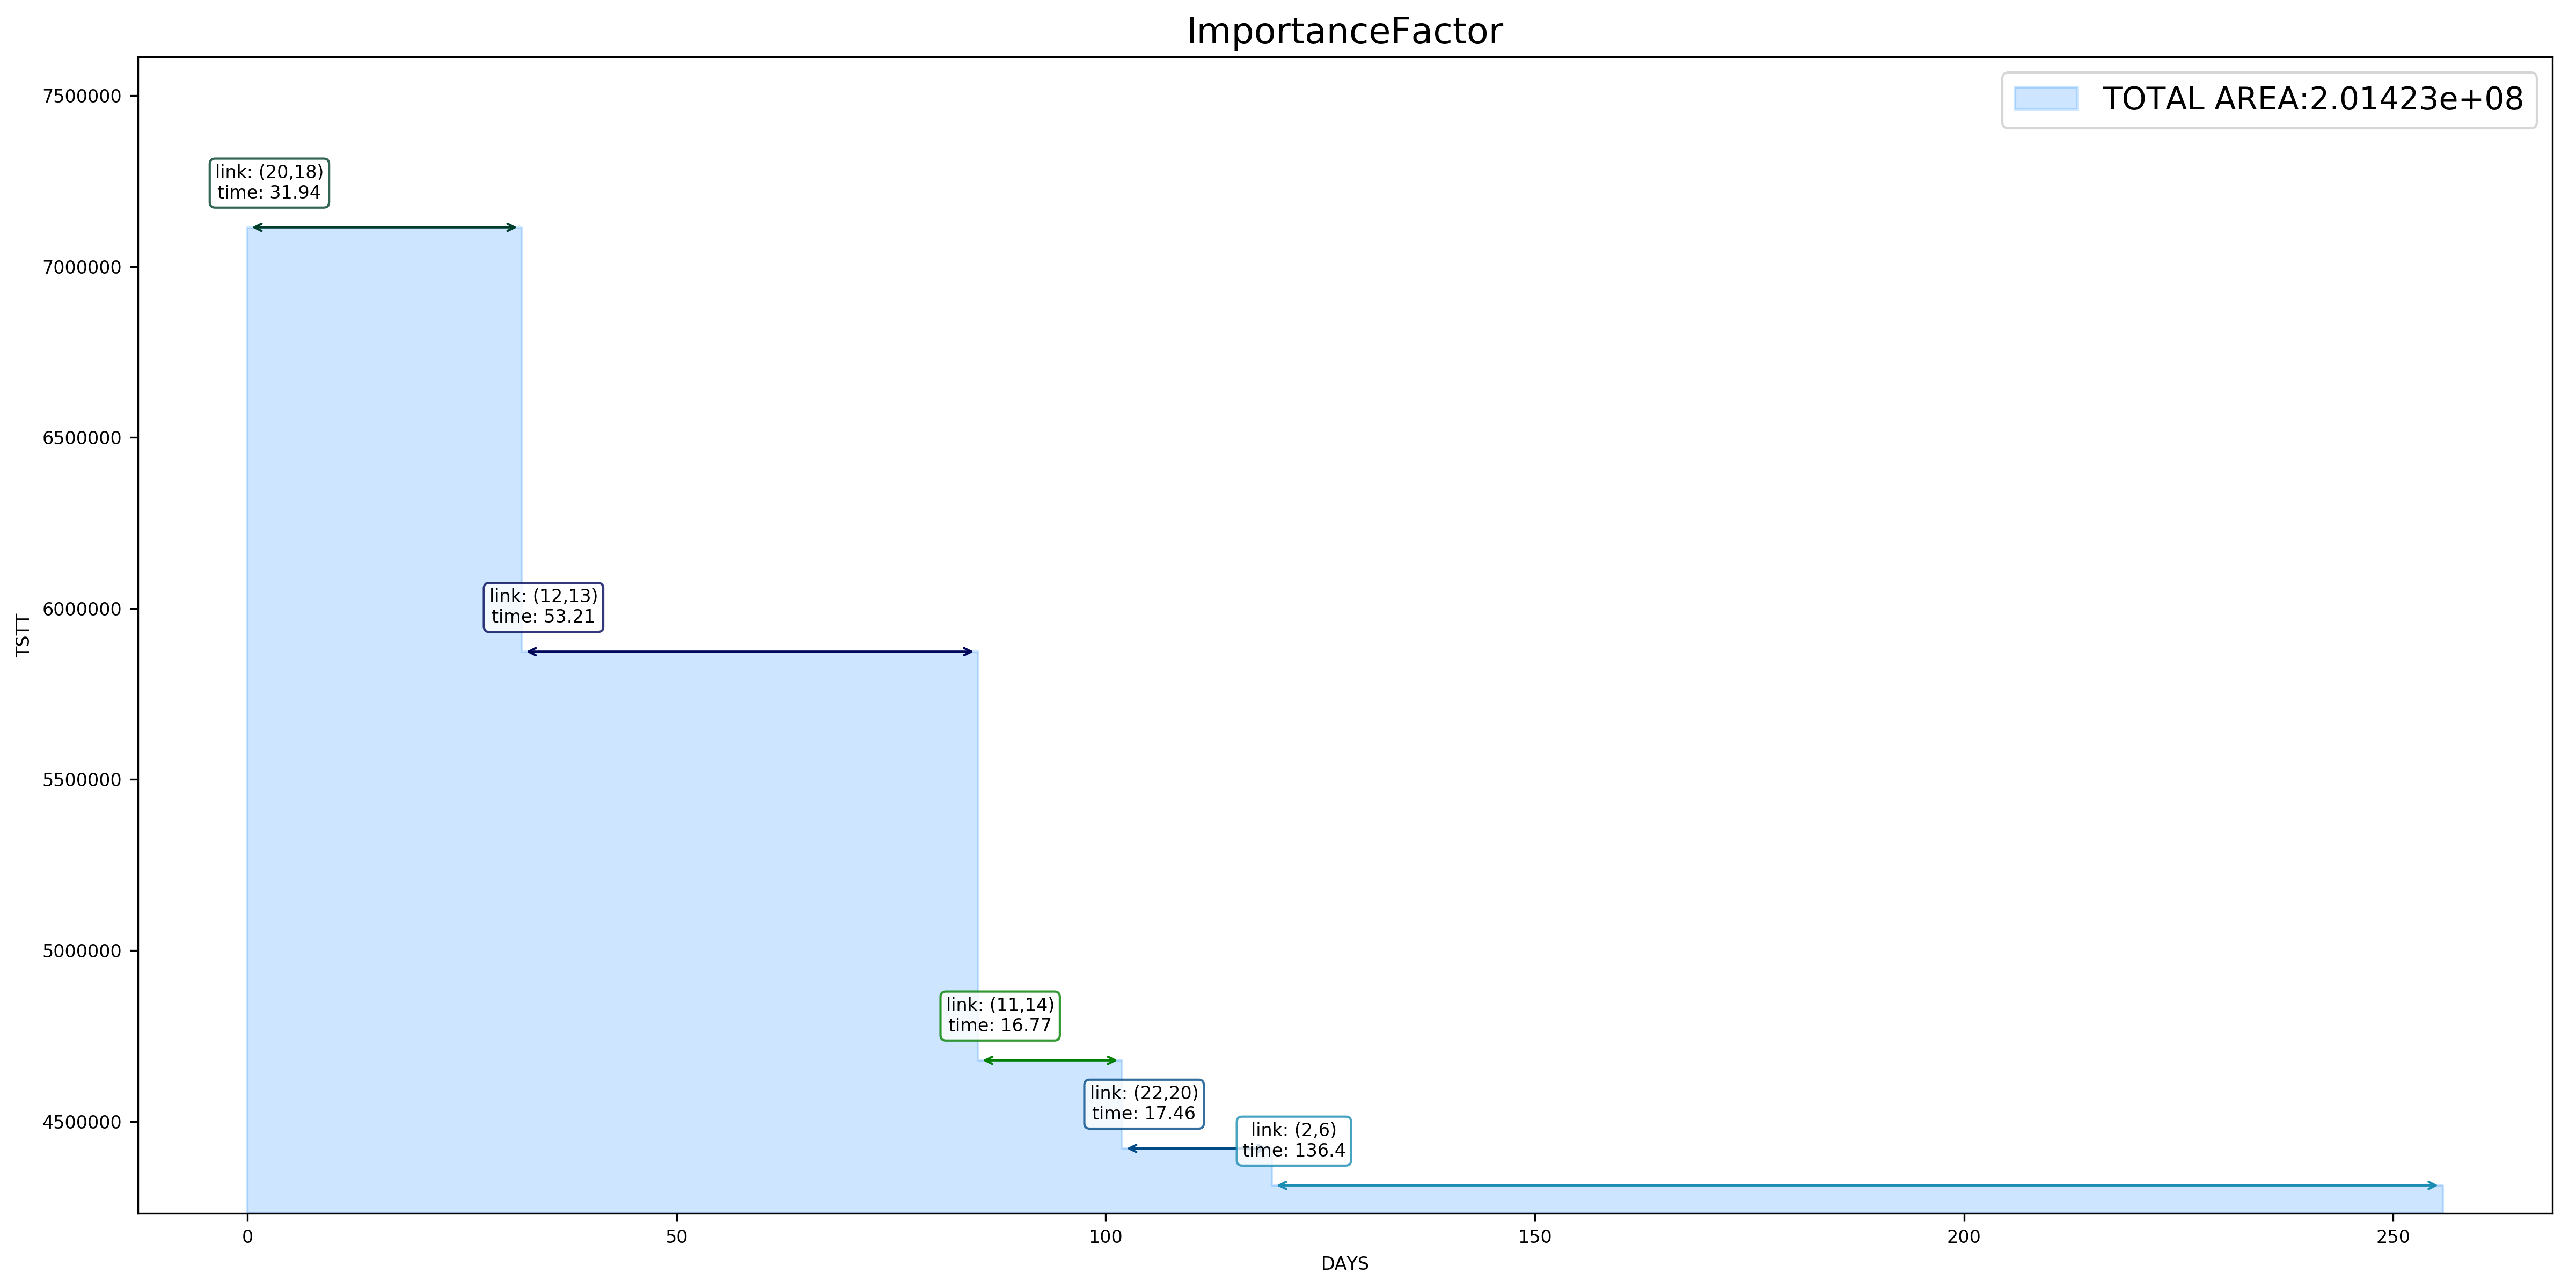 ImportanceFactor
TOTAL AREA:2.01423e+08
7500000
7000000
6500000
6000000
5500000
5000000
4500000
TSTT
link: (20,18)
time: 31.94
link: (12,13)
time: 53.21
link: (11,14)
time: 16.77
link: (22,20)
time: 17.46
link: (2,6)
time: 136.4
0
50
100
150
200
250
DAYS